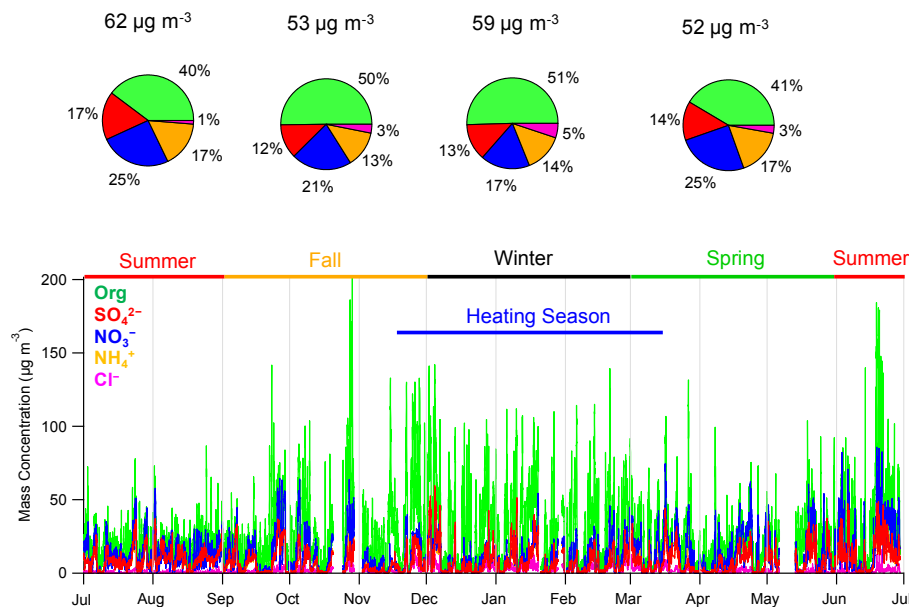 62 µg m⁻³ 53 µg m⁻³ 59 µg m⁻³ 52 µg m⁻³
40% 50% 51% 41%
17% 1% 3% 5% 14% 3%
17% 12% 13% 13% 14% 17%
25% 21% 17% 25%
Summer Fall Winter Spring Summer
Heating Season
Org
SO₄²⁻
NO₃⁻
NH₄⁺
Cl⁻
Mass Concentration (µg m⁻³)
200
150
100
50
0
Jul Aug Sep Oct Nov Dec Jan Feb Mar Apr May Jun Jul